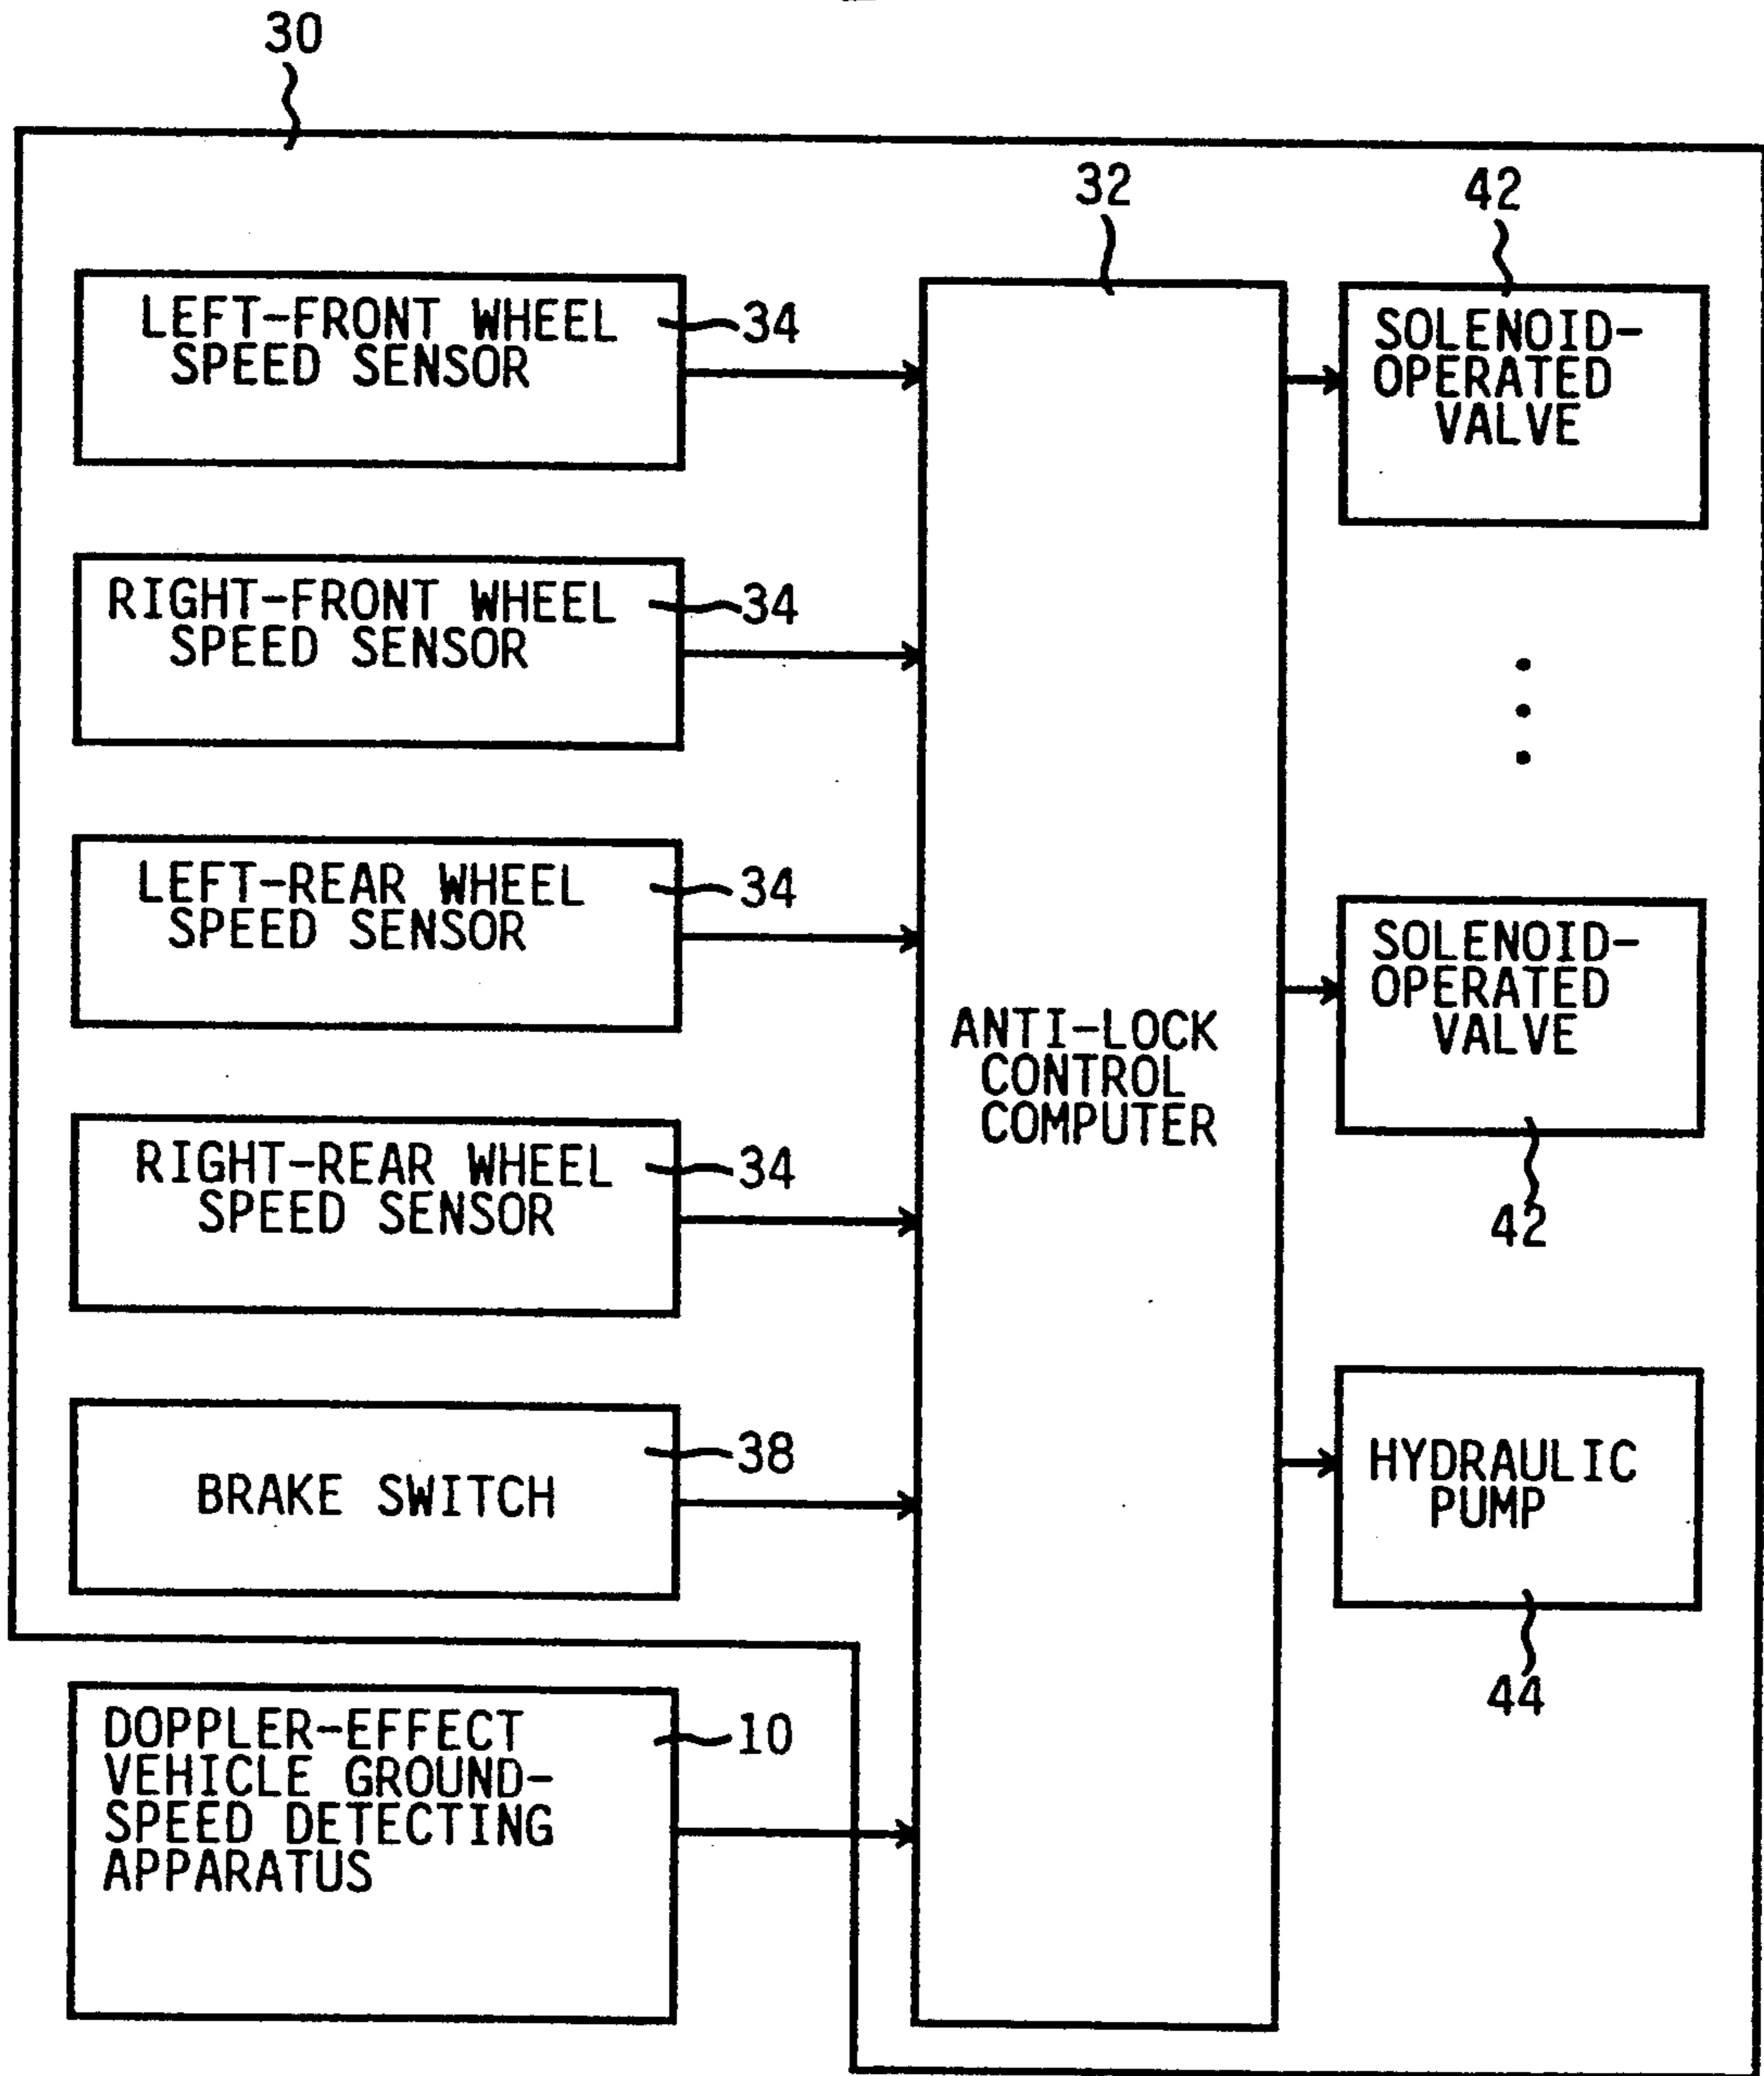 30
32
42
LEFT-FRONT WHEEL
SPEED SENSOR
34
SOLENOID-
OPERATED
VALVE
RIGHT-FRONT WHEEL
SPEED SENSOR
34
LEFT-REAR WHEEL
SPEED SENSOR
34
SOLENOID-
OPERATED
VALVE
42
ANTI-LOCK
CONTROL
COMPUTER
RIGHT-REAR WHEEL
SPEED SENSOR
34
BRAKE SWITCH
38
HYDRAULIC
PUMP
44
DOPPLER-EFFECT
VEHICLE GROUND-
SPEED DETECTING
APPARATUS
10